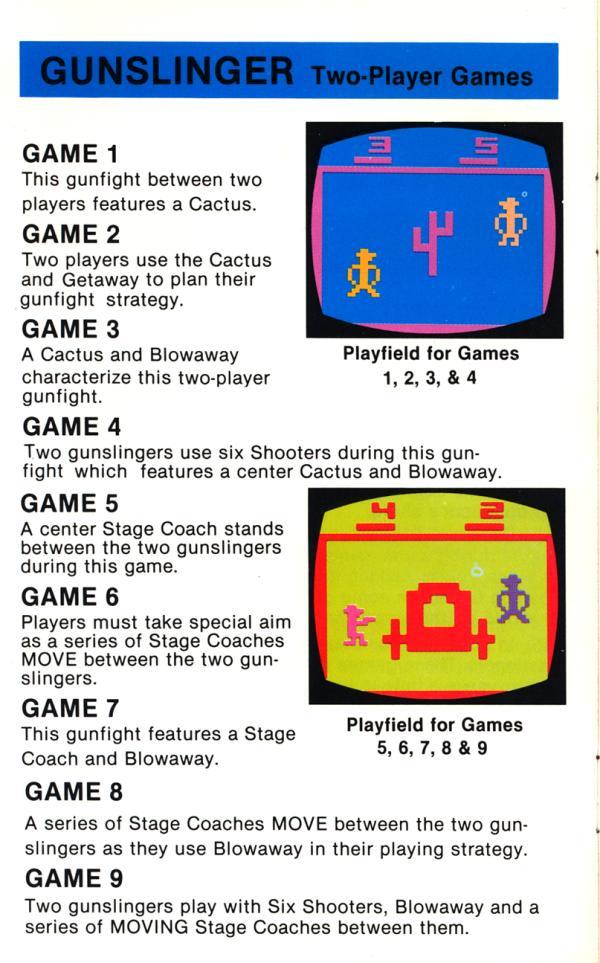 GUNSLINGER Two-Player Games
GAME 1
This gunfight between two
players features a Cactus.
GAME 2
Two players use the Cactus
and Getaway to plan their
gunfight strategy.
GAME 3
A Cactus and Blowaway
characterize this two-player
gunfight.
3 5
Playfield for Games
1, 2, 3, & 4
GAME 4
Two gunslingers use six Shooters during this gun-
fight which features a center Cactus and Blowaway.
GAME 5
A center Stage Coach stands
between the two gunslingers
during this game.
GAME 6
Players must take special aim
as a series of Stage Coaches
MOVE between the two gun-
slingers.
GAME 7
This gunfight features a Stage
Coach and Blowaway.
4 2
Playfield for Games
5, 6, 7, 8 & 9
GAME 8
A series of Stage Coaches MOVE between the two gun-
slingers as they use Blowaway in their playing strategy.
GAME 9
Two gunslingers play with Six Shooters, Blowaway and a
series of MOVING Stage Coaches between them.